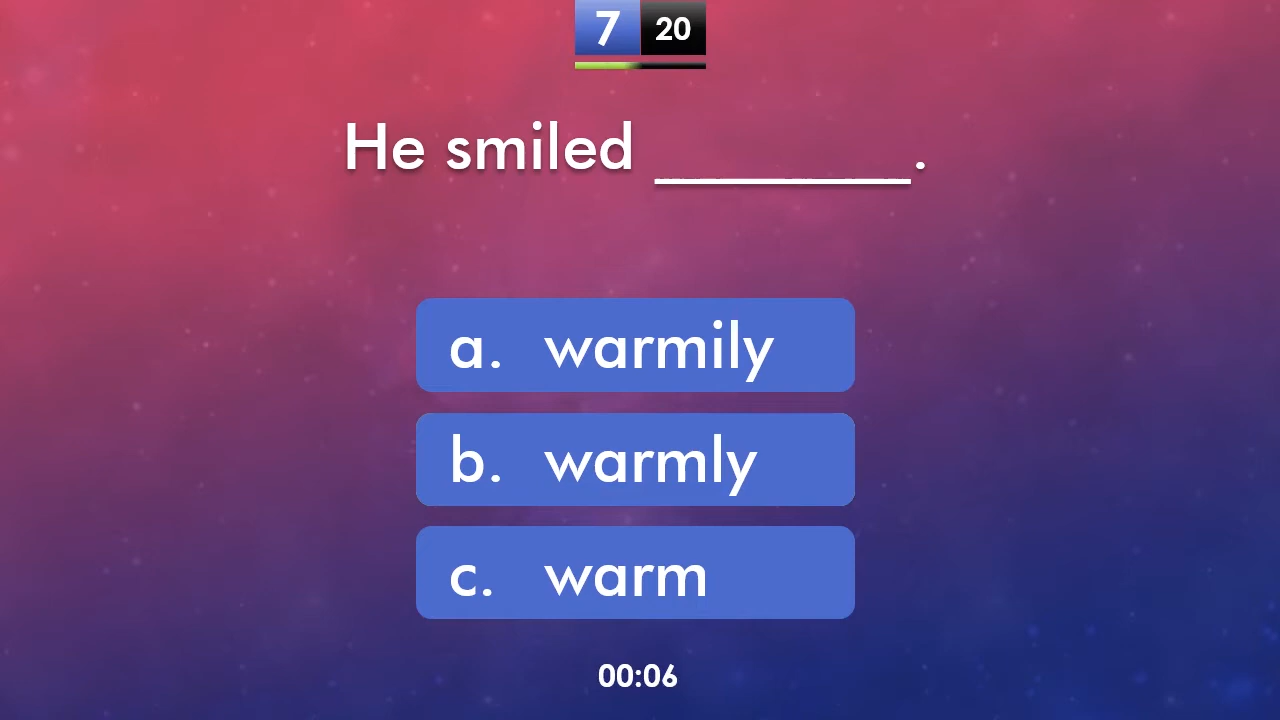 7 20
He smiled ________.
a. warmily
b. warmly
c. warm
00:06